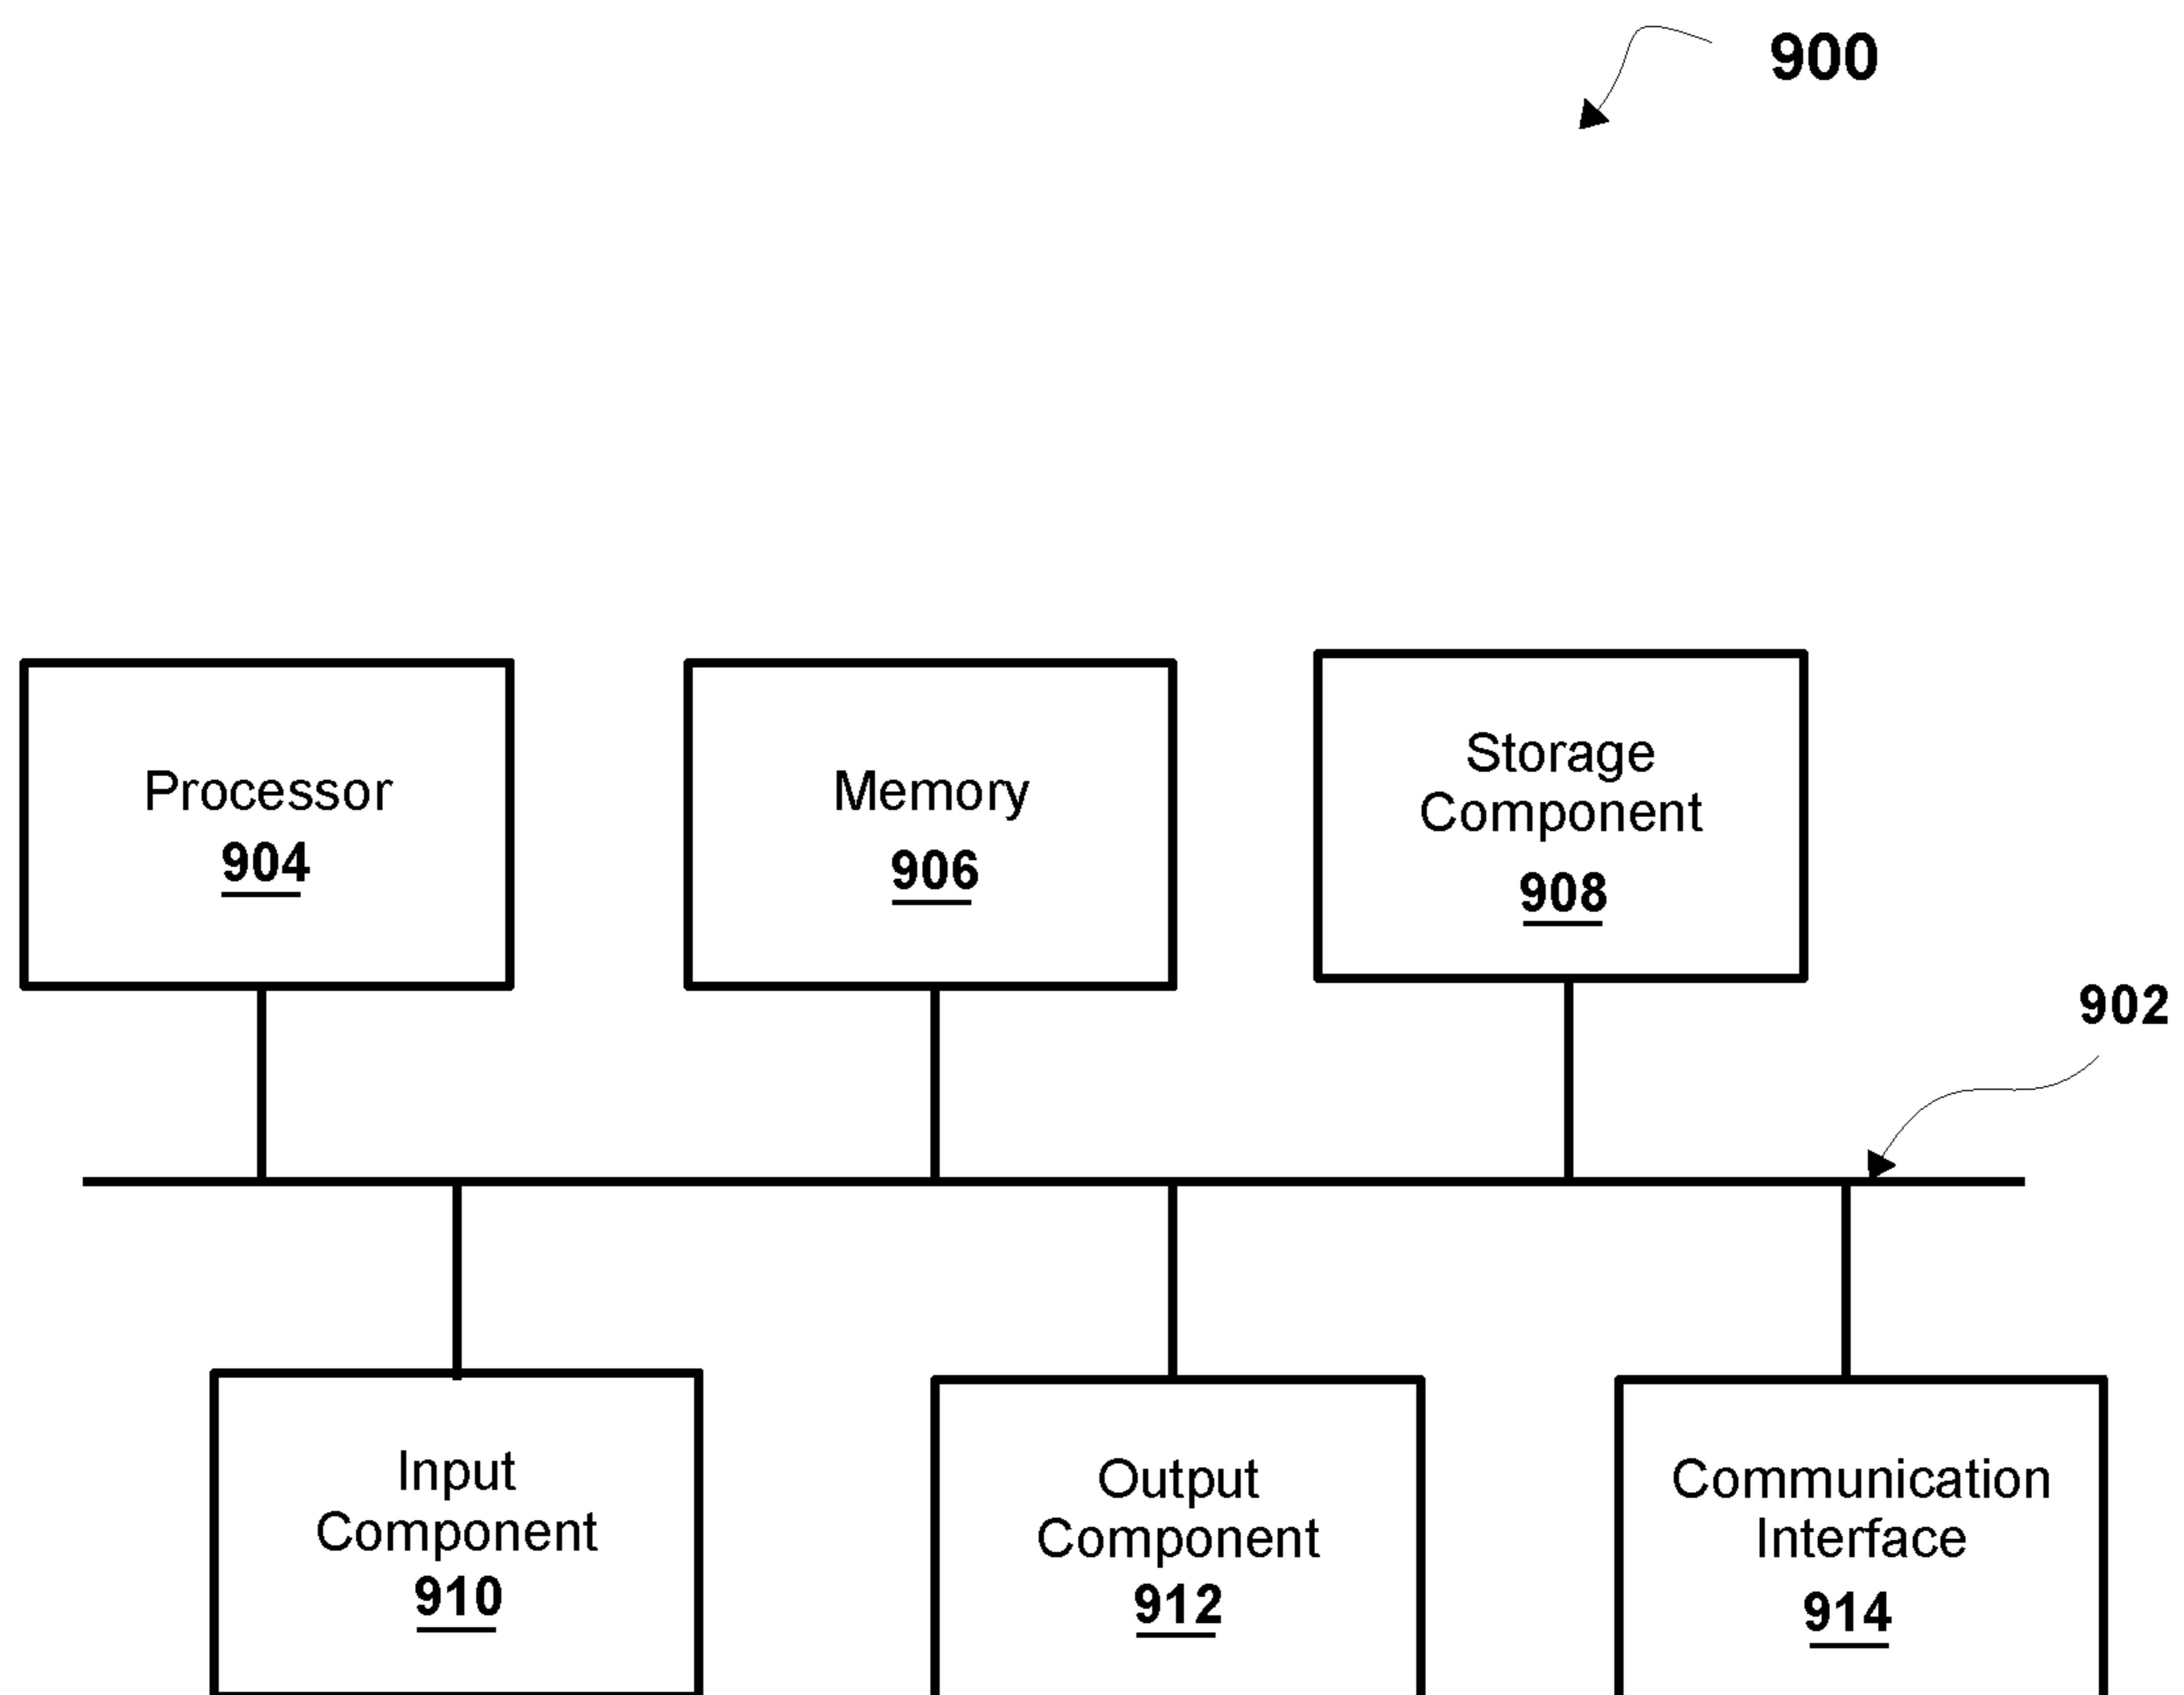 900
Processor
904
Memory
906
Storage
Component
908
902
Input
Component
910
Output
Component
912
Communication
Interface
914